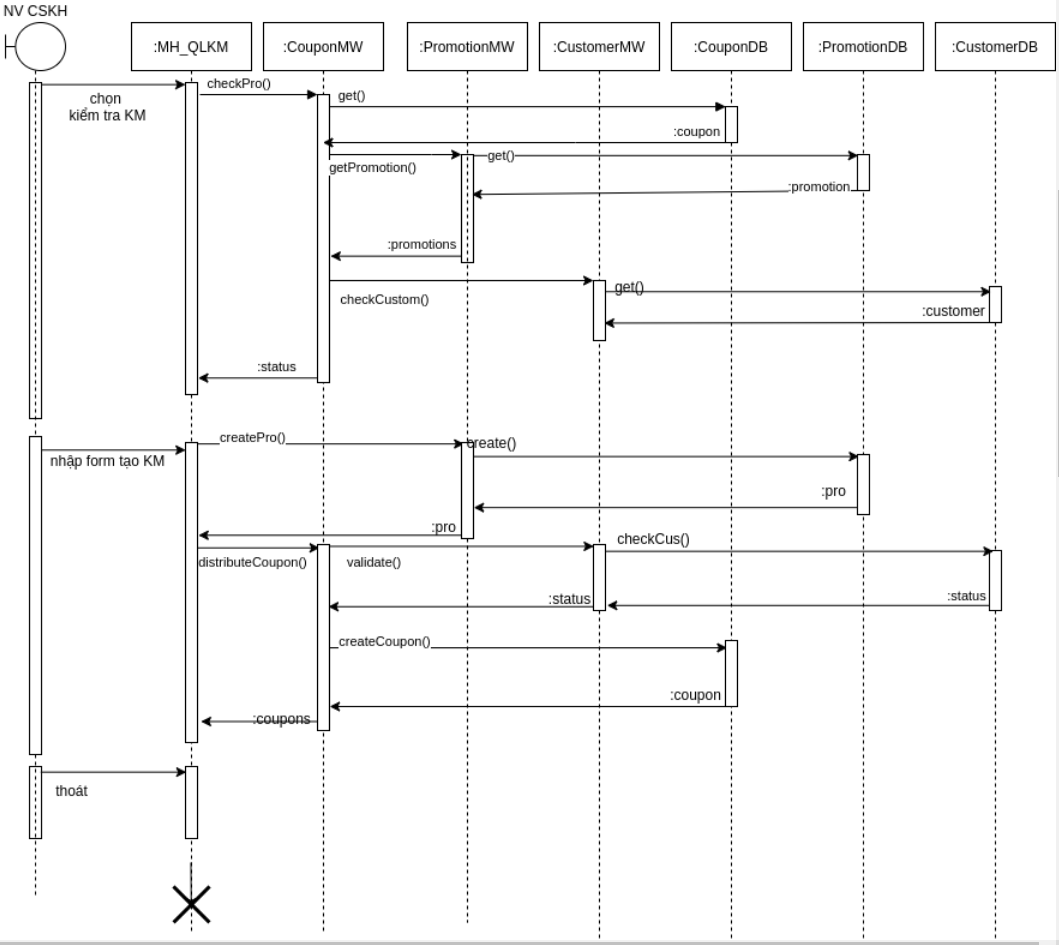 NV CSKH
:MH_QLKM
:CouponMW
:PromotionMW
:CustomerMW
:CouponDB
:PromotionDB
:CustomerDB
checkPro()
chọn
kiểm tra KM
get()
:coupon
getPromotion()
get()
:promotion
:promotions
checkCustom()
get()
:customer
:status
createPro()
create()
nhập form tạo KM
:pro
:pro
distributeCoupon()
validate()
checkCus()
:status
:status
createCoupon()
:coupon
:coupons
thoát